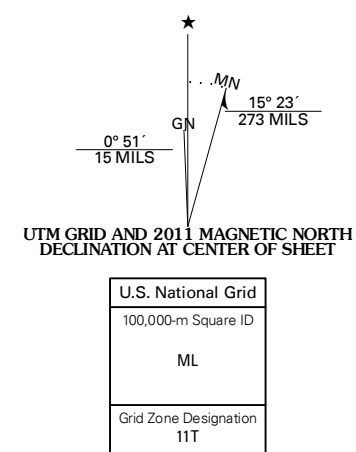 ★
MN
GN
15° 23´
273 MILS
0° 51´
15 MILS
UTM GRID AND 2011 MAGNETIC NORTH
DECLINATION AT CENTER OF SHEET
U.S. National Grid
100,000-m Square ID
ML
Grid Zone Designation
11T